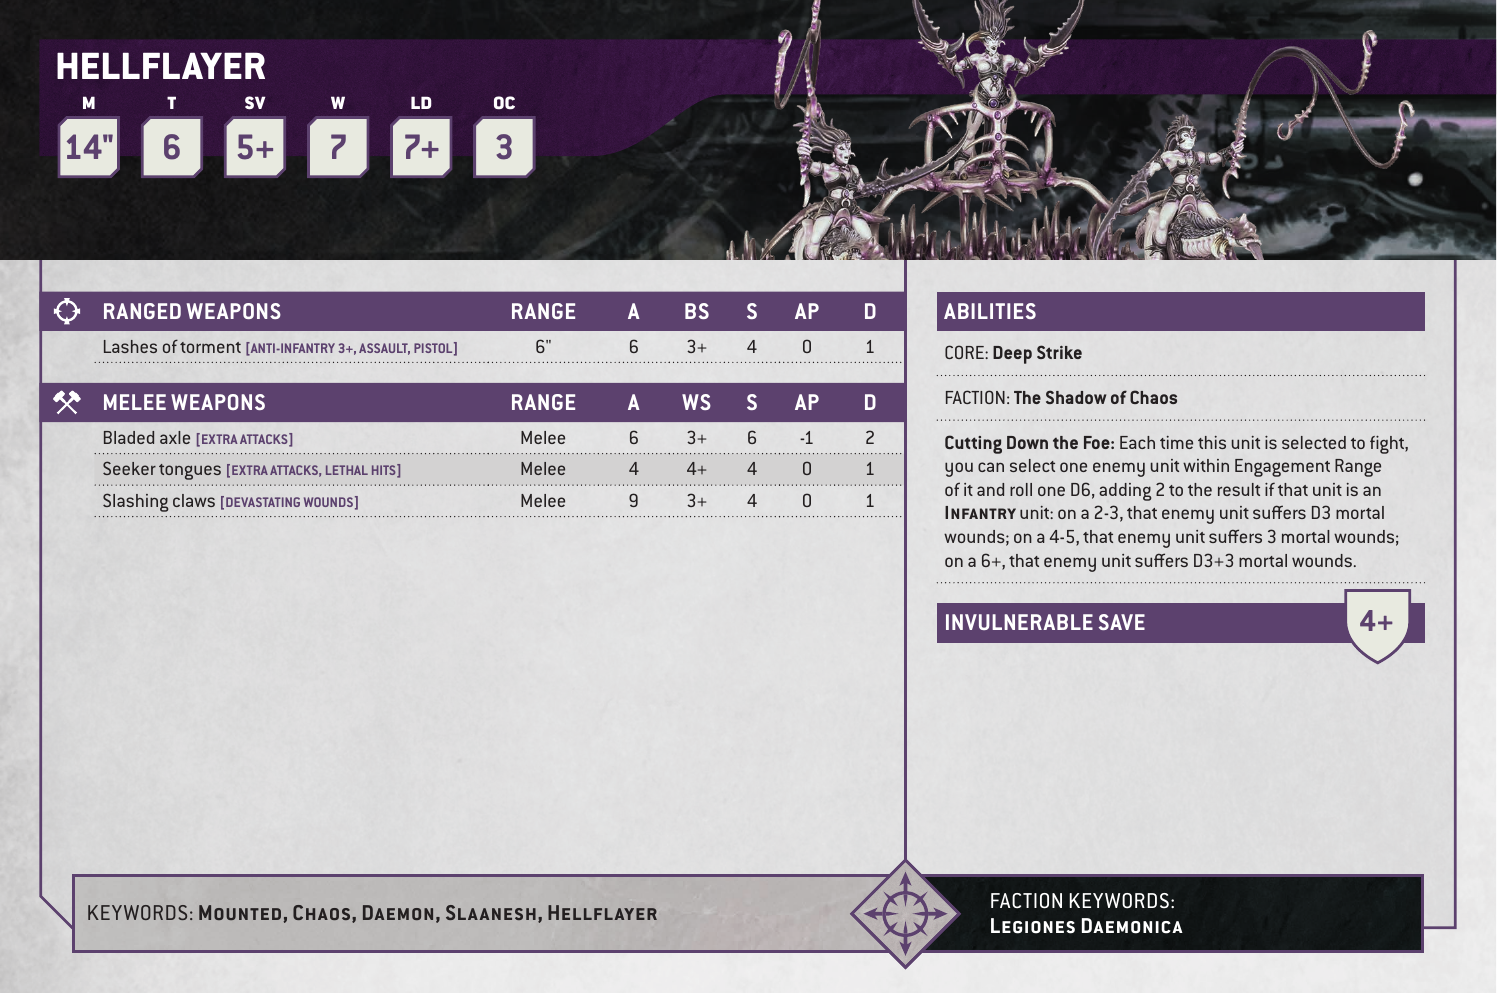 HELLFLAYER
M T SV W LD OC
14" 6 5+ 7 7+ 3
RANGED WEAPONS RANGE A BS S AP D
Lashes of torment [ANTI-INFANTRY 3+, ASSAULT, PISTOL] 6" 6 3+ 4 0 1
MELEE WEAPONS RANGE A WS S AP D
Bladed axle [EXTRA ATTACKS] Melee 6 3+ 6 -1 2
Seeker tongues [EXTRA ATTACKS, LETHAL HITS] Melee 4 4+ 4 0 1
Slashing claws [DEVASTATING WOUNDS] Melee 9 3+ 4 0 1
ABILITIES
CORE: Deep Strike
FACTION: The Shadow of Chaos
Cutting Down the Foe: Each time this unit is selected to fight,
you can select one enemy unit within Engagement Range
of it and roll one D6, adding 2 to the result if that unit is an
INFANTRY unit: on a 2-3, that enemy unit suffers D3 mortal
wounds; on a 4-5, that enemy unit suffers 3 mortal wounds;
on a 6+, that enemy unit suffers D3+3 mortal wounds.
INVULNERABLE SAVE 4+
KEYWORDS: MOUNTED, CHAOS, DAEMON, SLAANESH, HELLFLAYER
FACTION KEYWORDS:
LEGIONES DAEMONICA